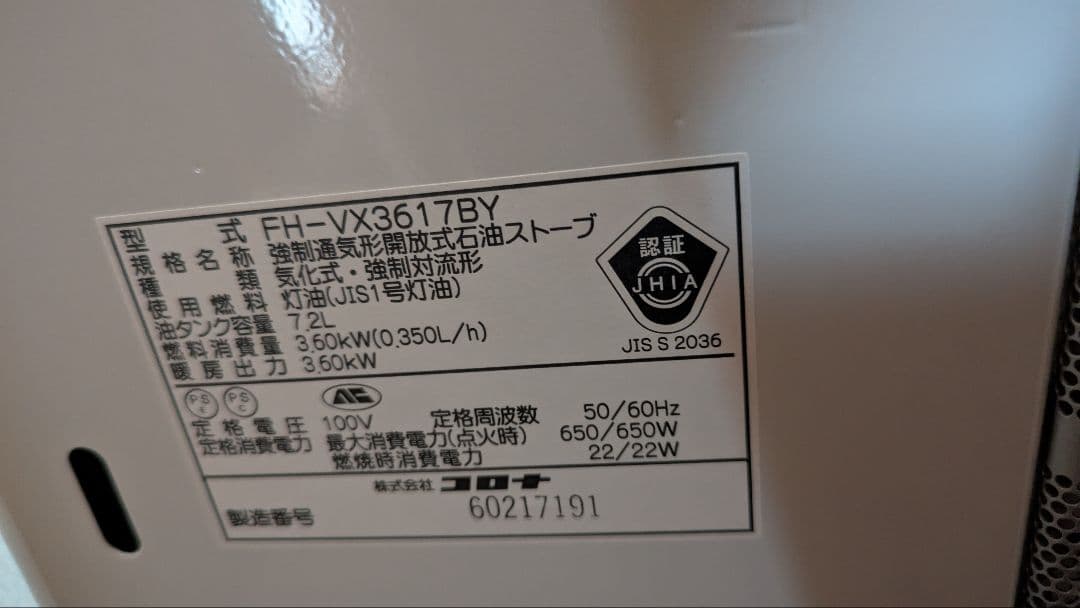 型式 FH-VX3617BY
規格名称 強制通気形開放式石油ストーブ
種類 気化式・強制対流形
使用燃料 灯油(JIS1号灯油)
油タンク容量 7.2L
燃料消費量 3.60kW(0.350L/h)
暖房出力 3.60kW
認証
JHIA
JIS S 2036
PS E PS C
定格電圧 100V 定格周波数 50/60Hz
定格消費電力 最大消費電力(点火時) 650/650W
燃焼時消費電力 22/22W
株式会社 コロナ
製造番号 60217191